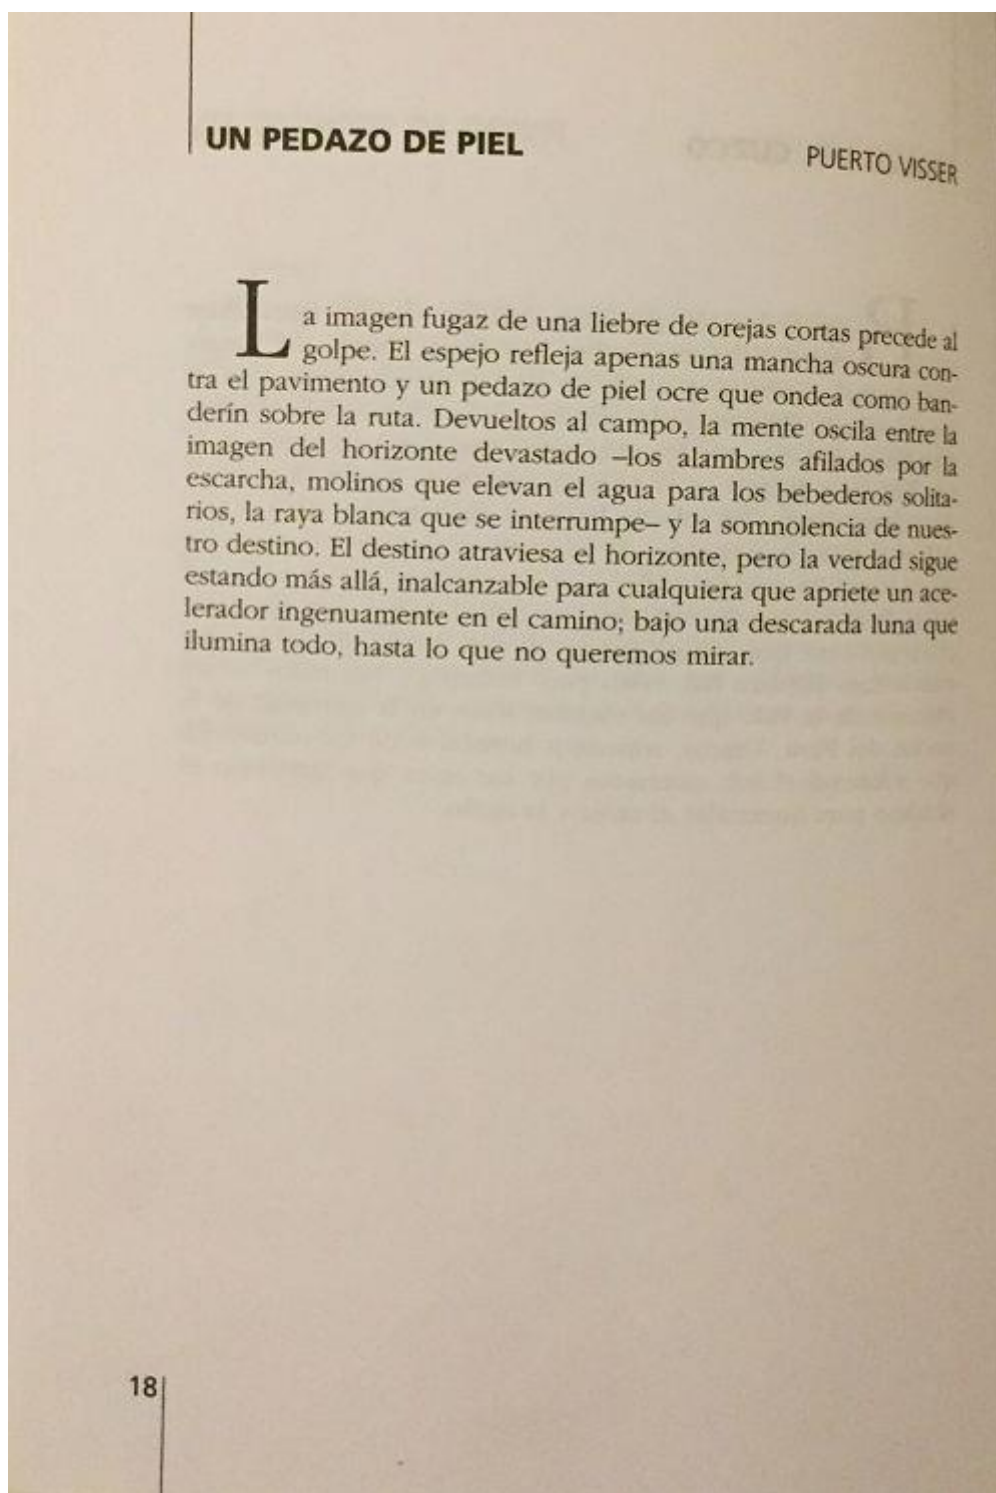 UN PEDAZO DE PIEL
PUERTO VISSER
La imagen fugaz de una liebre de orejas cortas precede al
golpe. El espejo refleja apenas una mancha oscura con-
tra el pavimento y un pedazo de piel ocre que ondea como ban-
derín sobre la ruta. Devueltos al campo, la mente oscila entre la
imagen del horizonte devastado –los alambres afilados por la
escarcha, molinos que elevan el agua para los bebederos solita-
rios, la raya blanca que se interrumpe– y la somnolencia de nues-
tro destino. El destino atraviesa el horizonte, pero la verdad sigue
estando más allá, inalcanzable para cualquiera que apriete un ace-
lerador ingenuamente en el camino; bajo una descarada luna que
ilumina todo, hasta lo que no queremos mirar.
18